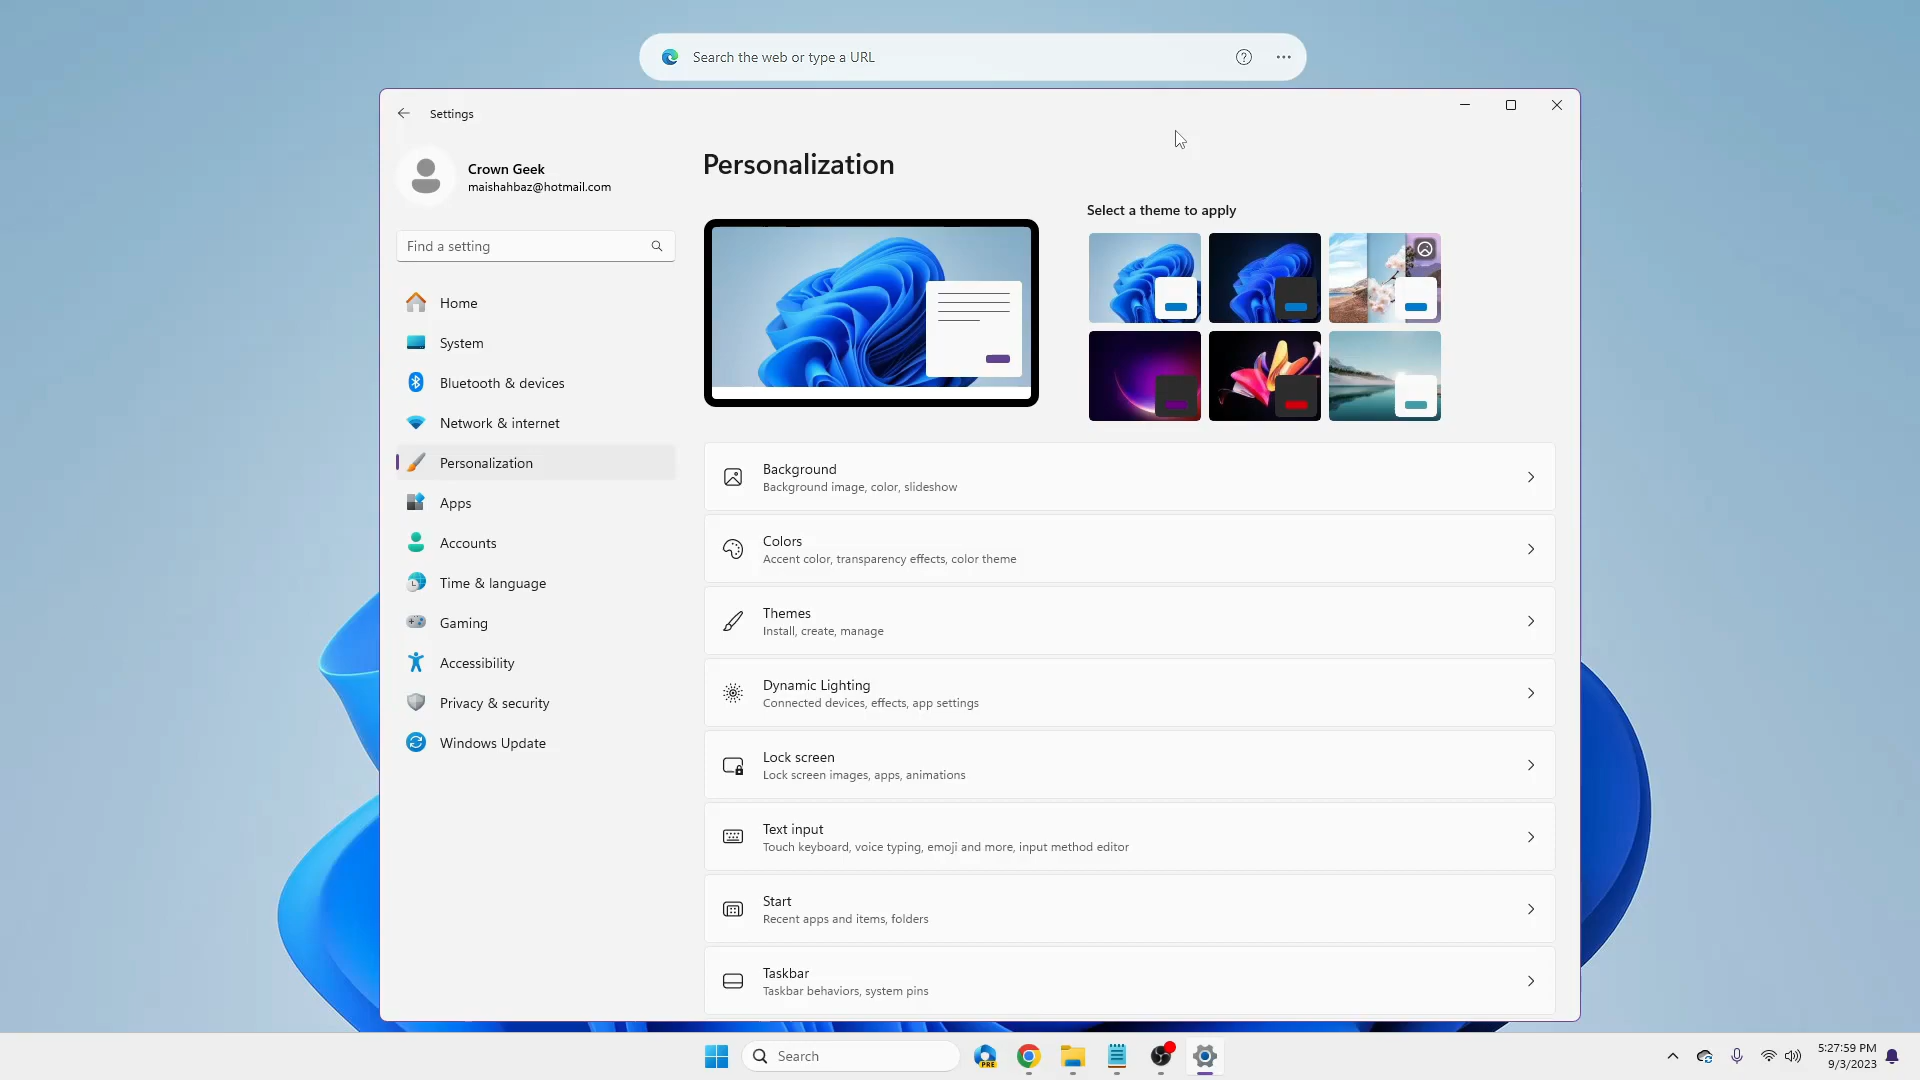 Search the web or type a URL
Settings
Crown Geek
maishahbaz@hotmail.com
Find a setting
Home
System
Bluetooth & devices
Network & internet
Personalization
Apps
Accounts
Time & language
Gaming
Accessibility
Privacy & security
Windows Update
Personalization
Select a theme to apply
Background
Background image, color, slideshow
Colors
Accent color, transparency effects, color theme
Themes
Install, create, manage
Dynamic Lighting
Connected devices, effects, app settings
Lock screen
Lock screen images, apps, animations
Text input
Touch keyboard, voice typing, emoji and more, input method editor
Start
Recent apps and items, folders
Taskbar
Taskbar behaviors, system pins
Search
PRE
5:27:59 PM
9/3/2023